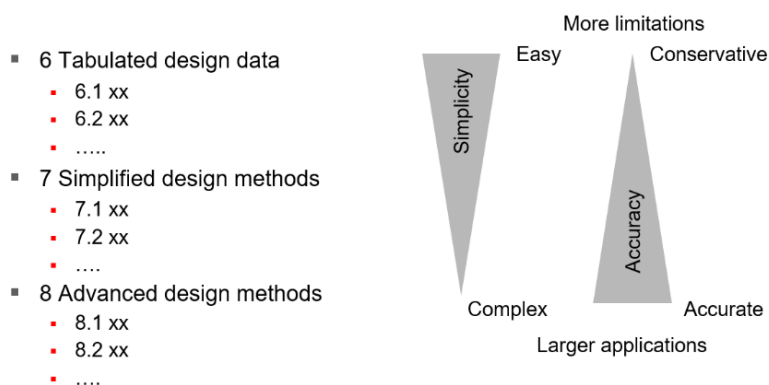 6 Tabulated design data
6.1 xx
6.2 xx
…..
7 Simplified design methods
7.1 xx
7.2 xx
….
8 Advanced design methods
8.1 xx
8.2 xx
….
More limitations
Easy
Conservative
Simplicity
Accuracy
Complex
Accurate
Larger applications